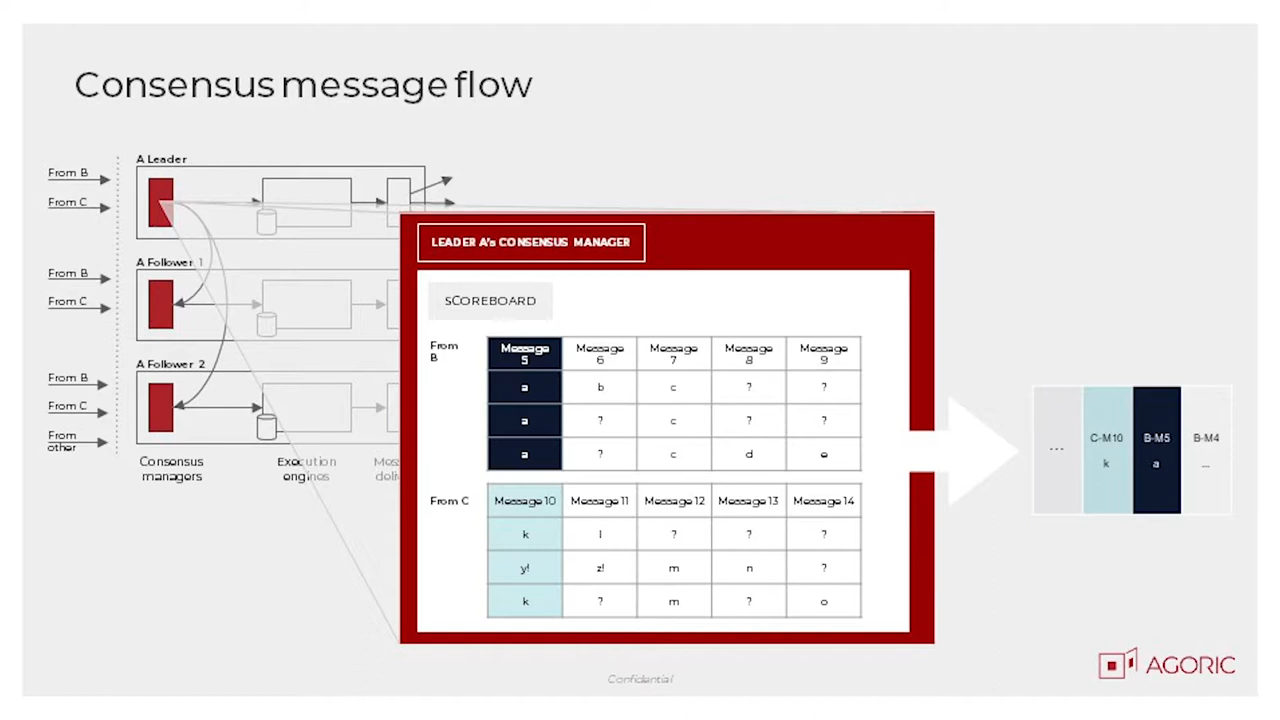 Consensus message flow
A Leader
From B
From C
A Follower 1
From B
From C
A Follower 2
From B
From C
From
other
Consensus
managers
Execution
engines
LEADER A's CONSENSUS MANAGER
SCOREBOARD
From
B
Message
5
Message
6
Message
7
Message
8
Message
9
a b c ? ?
a ? c ? ?
a ? c d e
From C
Message 10 Message 11 Message 12 Message 13 Message 14
k l ? ? ?
y! z! m n ?
k ? m ? o
... C-M10 B-M5 B-M4
k a ...
Confidential
AGORIC